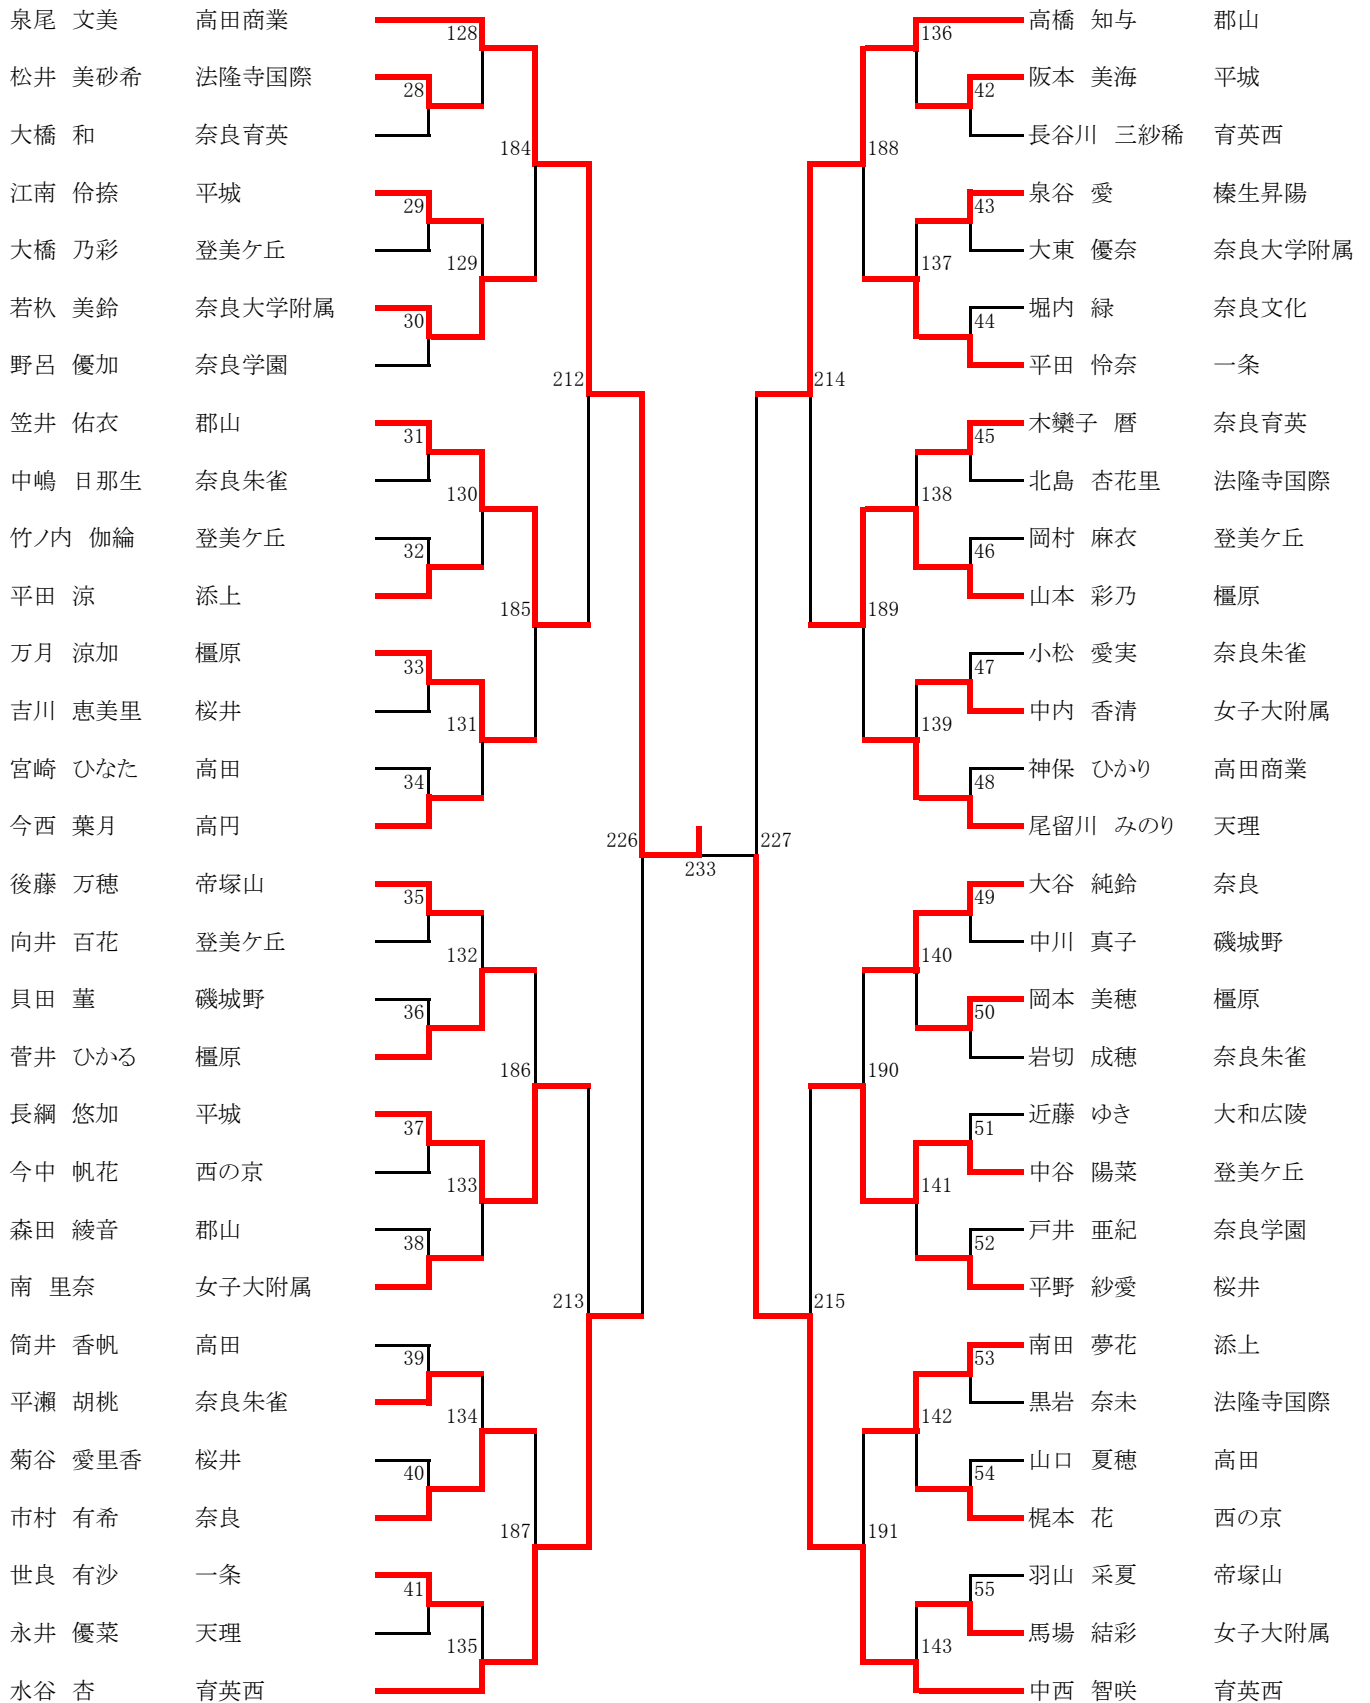 泉尾 文美 高田商業
128
松井 美砂希 法隆寺国際
28
大橋 和 奈良育英
184
江南 伶捺 平城
29
大橋 乃彩 登美ケ丘
129
若杦 美鈴 奈良大学附属
30
野呂 優加 奈良学園
212
笠井 佑衣 郡山
31
中嶋 日那生 奈良朱雀
130
竹ノ内 伽綸 登美ケ丘
32
平田 涼 添上
185
万月 涼加 橿原
33
吉川 恵美里 桜井
131
宮崎 ひなた 高田
34
今西 葉月 高円
226
後藤 万穂 帝塚山
35
向井 百花 登美ケ丘
132
貝田 菫 磯城野
36
菅井 ひかる 橿原
186
長綱 悠加 平城
37
今中 帆花 西の京
133
森田 綾音 郡山
38
南 里奈 女子大附属
213
筒井 香帆 高田
39
平瀬 胡桃 奈良朱雀
134
菊谷 愛里香 桜井
40
市村 有希 奈良
187
世良 有沙 一条
41
永井 優菜 天理
135
水谷 杏 育英西
233
高橋 知与 郡山
136
阪本 美海 平城
42
長谷川 三紗稀 育英西
188
泉谷 愛 榛生昇陽
43
大東 優奈 奈良大学附属
137
堀内 緑 奈良文化
44
平田 怜奈 一条
214
木欒子 暦 奈良育英
45
北島 杏花里 法隆寺国際
138
岡村 麻衣 登美ケ丘
46
山本 彩乃 橿原
189
小松 愛実 奈良朱雀
47
中内 香清 女子大附属
139
神保 ひかり 高田商業
48
尾留川 みのり 天理
227
大谷 純鈴 奈良
49
中川 真子 磯城野
140
岡本 美穂 橿原
50
岩切 成穂 奈良朱雀
190
近藤 ゆき 大和広陵
51
中谷 陽菜 登美ケ丘
141
戸井 亜紀 奈良学園
52
平野 紗愛 桜井
215
南田 夢花 添上
53
黒岩 奈未 法隆寺国際
142
山口 夏穂 高田
54
梶本 花 西の京
191
羽山 采夏 帝塚山
55
馬場 結彩 女子大附属
143
中西 智咲 育英西